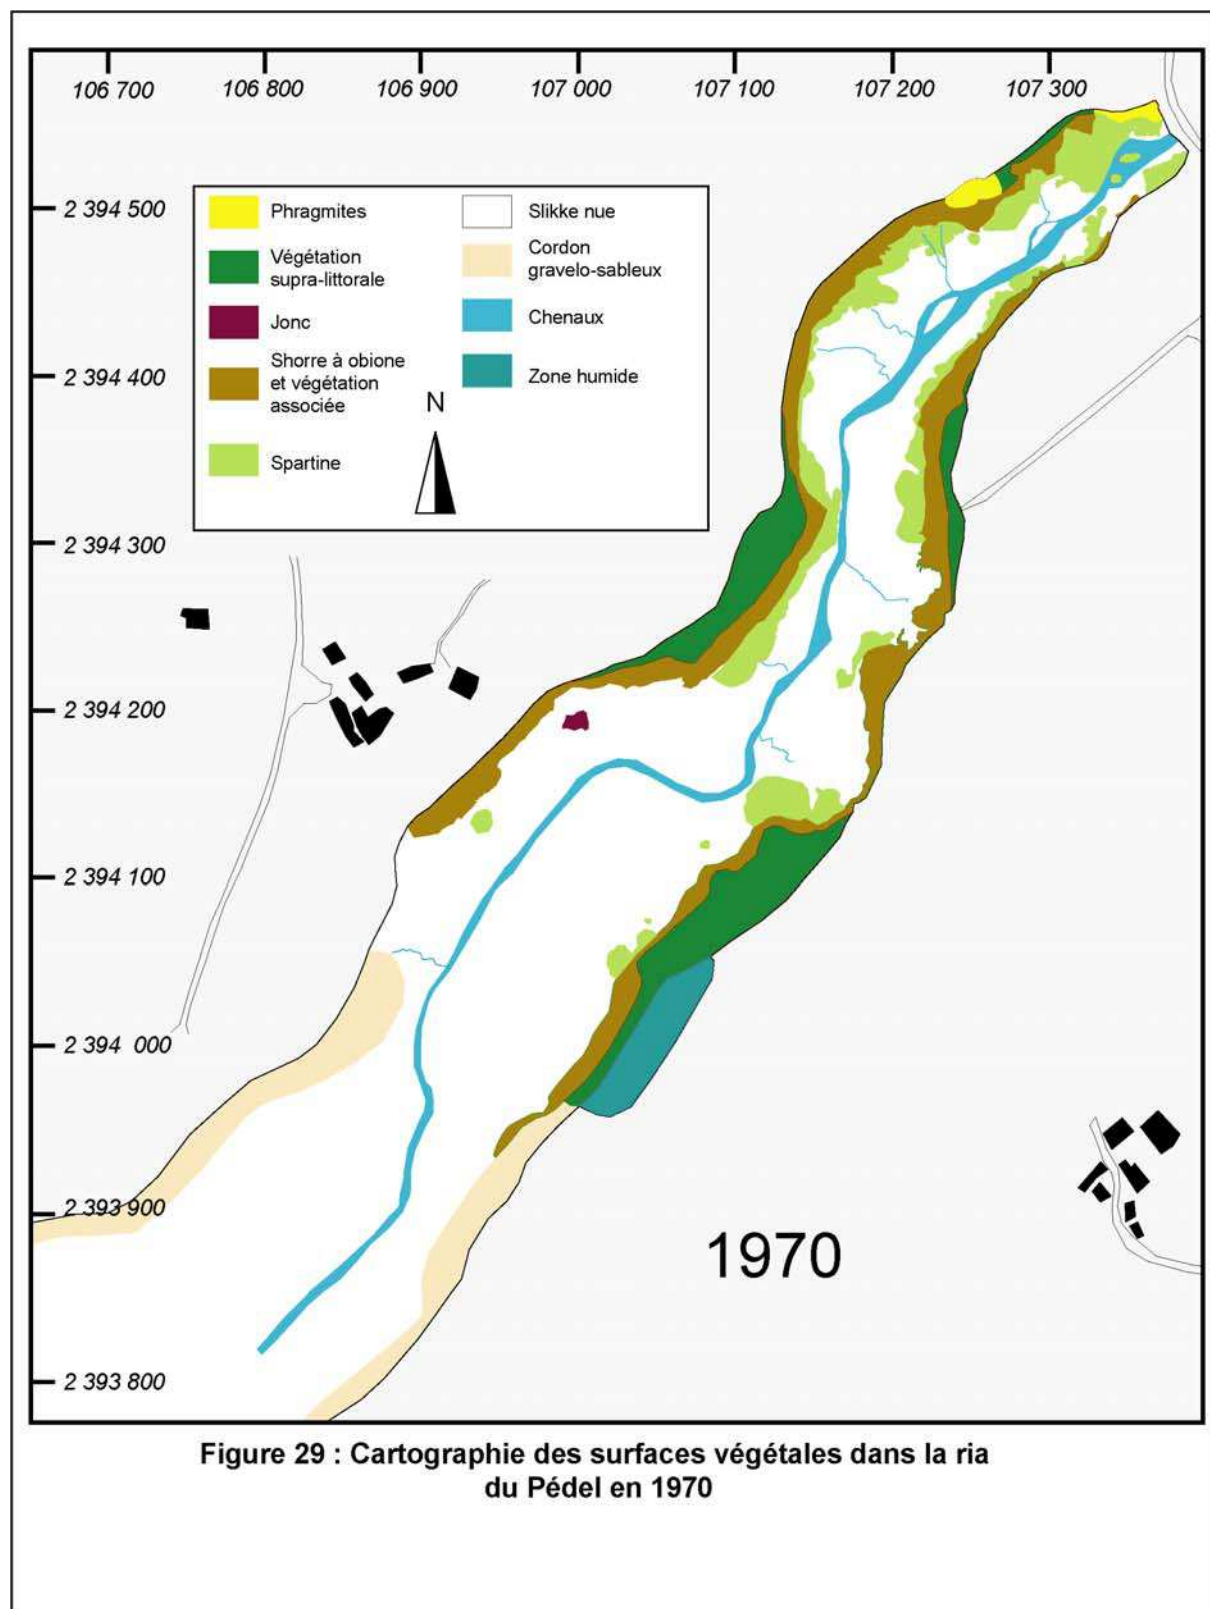 106 700
106 800
106 900
107 000
107 100
107 200
107 300
2 394 500
2 394 400
2 394 300
2 394 200
2 394 100
2 394 000
2 393 900
2 393 800
Phragmites
Végétation
supra-littorale
Jonc
Shorre à obione
et végétation
associée
Spartine
Slikke nue
Cordon
gravelo-sableux
Chenaux
Zone humide
N
1970
Figure 29 : Cartographie des surfaces végétales dans la ria
du Pédel en 1970